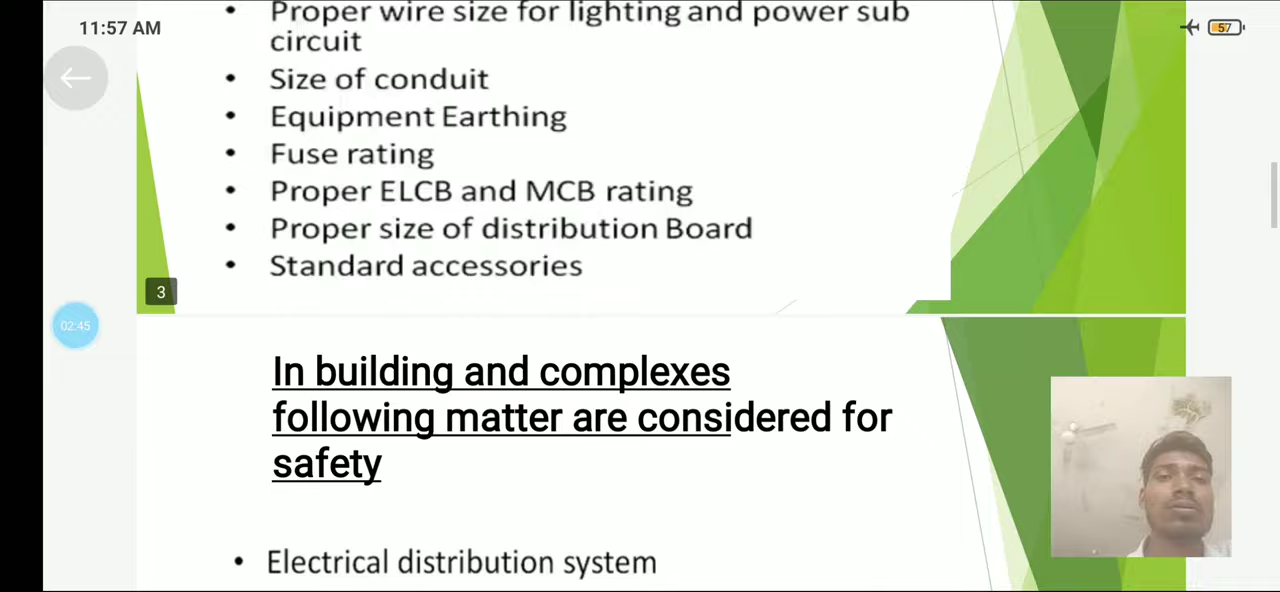 • Proper wire size for lighting and power sub
circuit
11:57 AM
57
• Size of conduit
• Equipment Earthing
• Fuse rating
• Proper ELCB and MCB rating
• Proper size of distribution Board
• Standard accessories
3
02:45
In building and complexes
following matter are considered for
safety
• Electrical distribution system